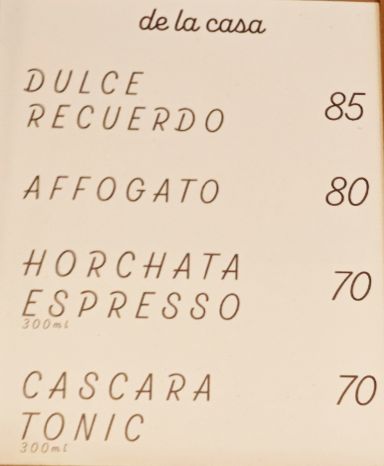 de la casa
DULCE
RECUERDO 85
AFFOGATO 80
HORCHATA
ESPRESSO 70
300ml
CASCARA 70
TONIC
300ml